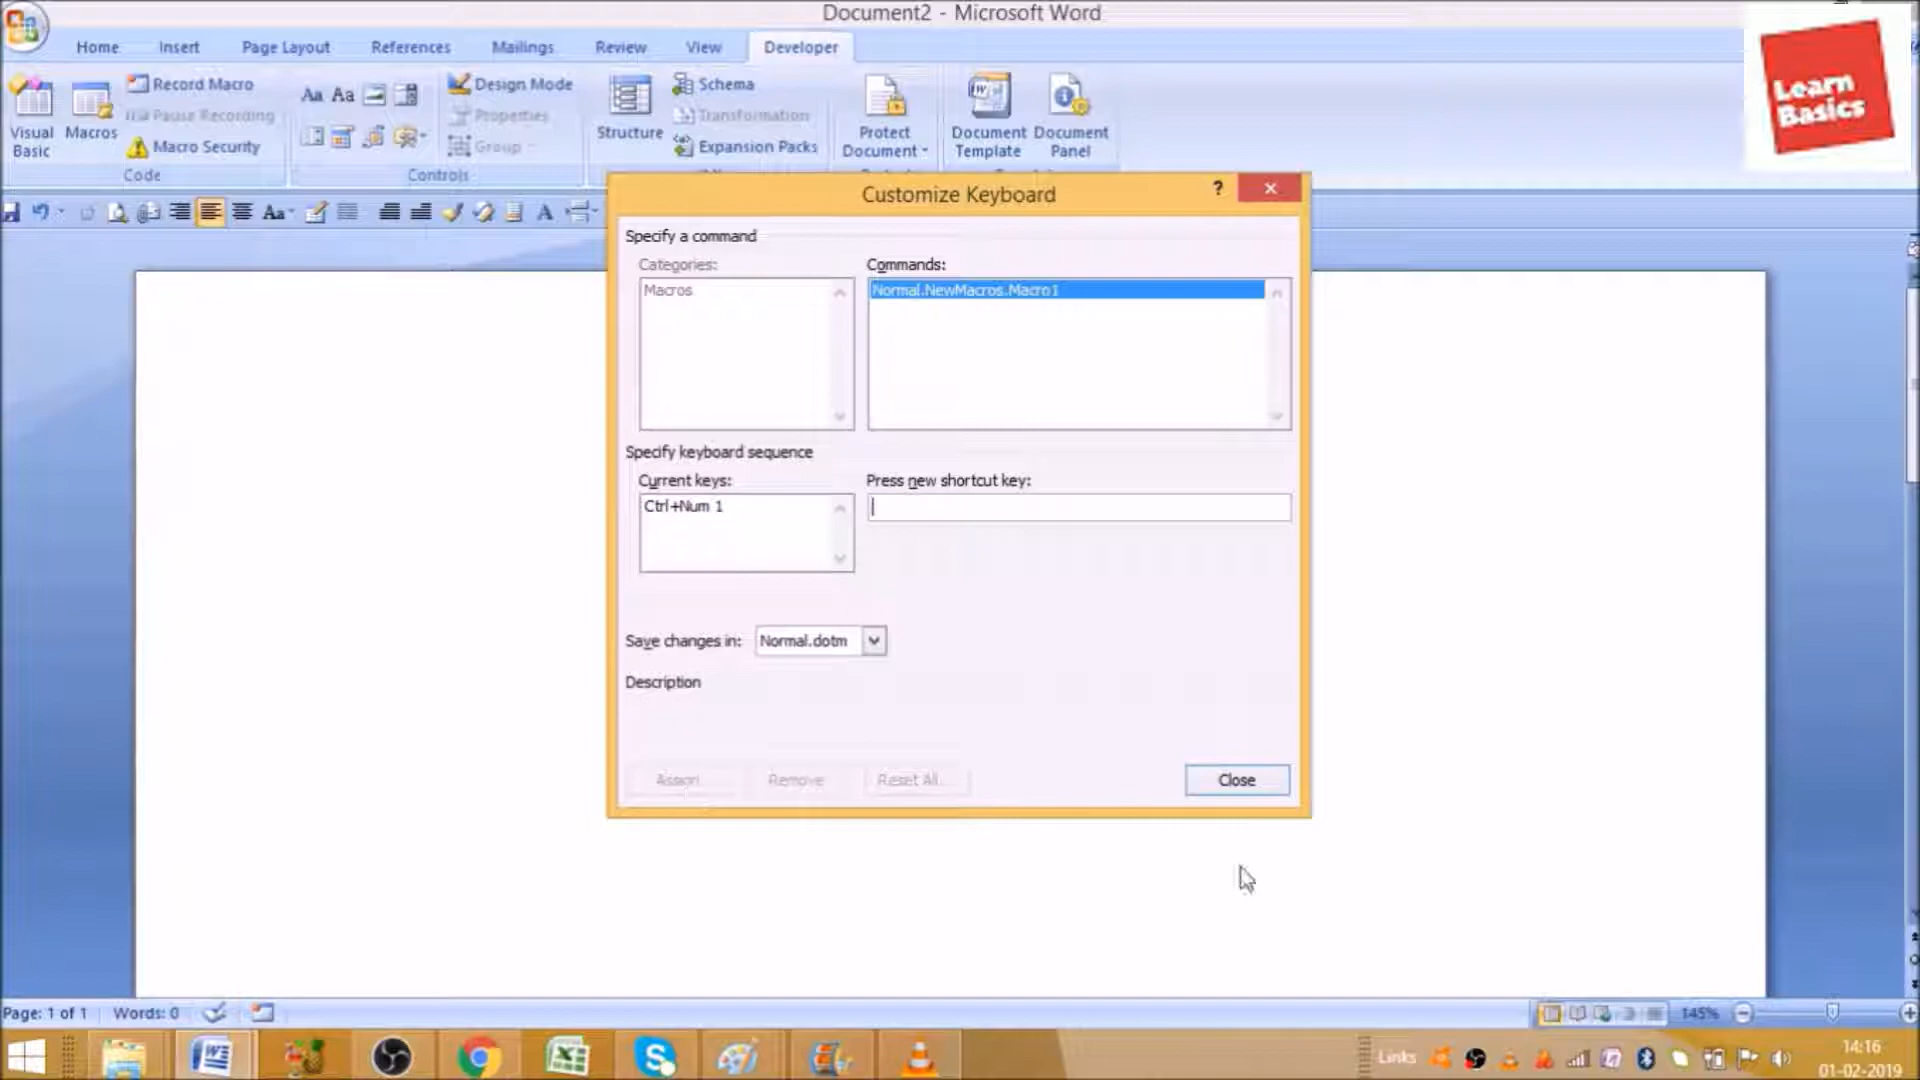 Document2 - Microsoft Word
Home Insert Page Layout References Mailings Review View Developer
Learn
Basics
Visual
Basic
Macros
Record Macro
Pause Recording
Macro Security
Code
Aa Aa
Design Mode
Properties
Group
Controls
Structure
Schema
Transformation
Expansion Packs
Protect
Document
Document
Template
Document
Panel
Aa A
Customize Keyboard
?
Specify a command
Categories:
Macros
Commands:
Normal.NewMacros.Macro1
Specify keyboard sequence
Current keys:
Ctrl+Num 1
Press new shortcut key:
Save changes in: Normal.dotm
Description
Assign
Remove
Reset All...
Close
Page: 1 of 1 Words: 0
145%
Links
14:16
01-02-2019